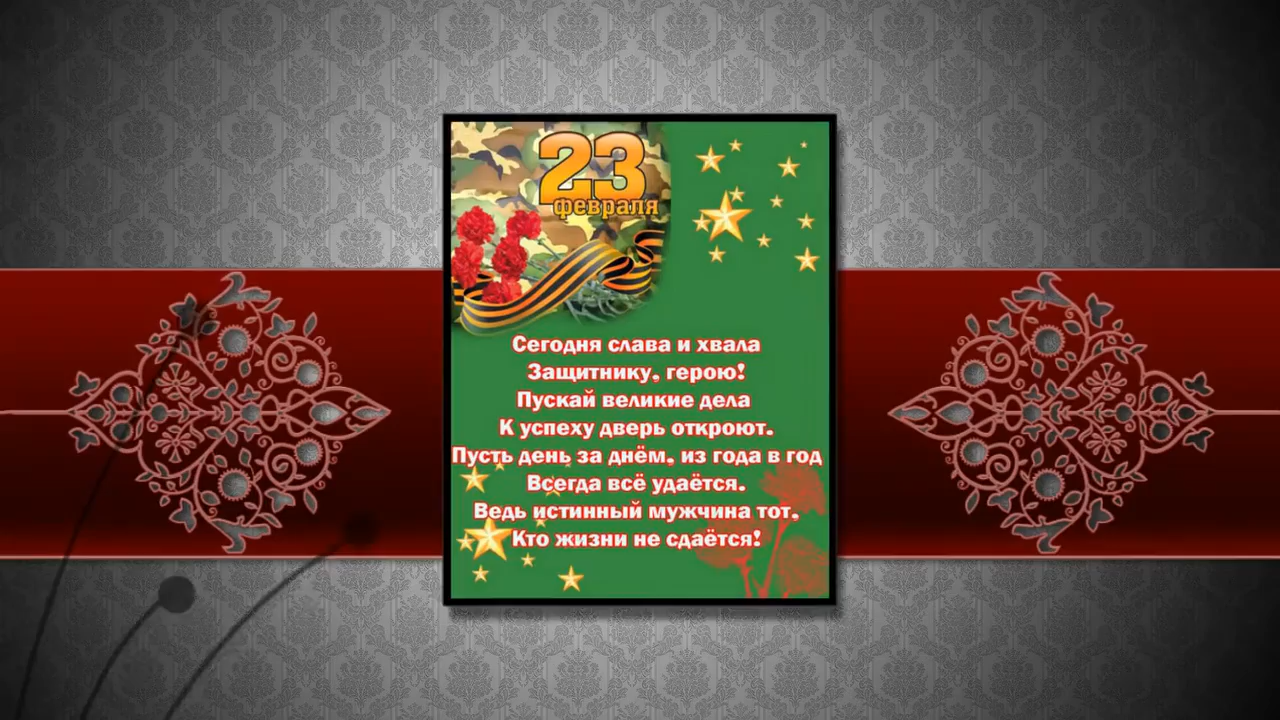 23
февраля
Сегодня слава и хвала
Защитнику, герою!
Пускай великие дела
К успеху дверь откроют.
Пусть день за днём, из года в год
Всегда всё удаётся.
Ведь истинный мужчина тот,
Кто жизни не сдаётся!